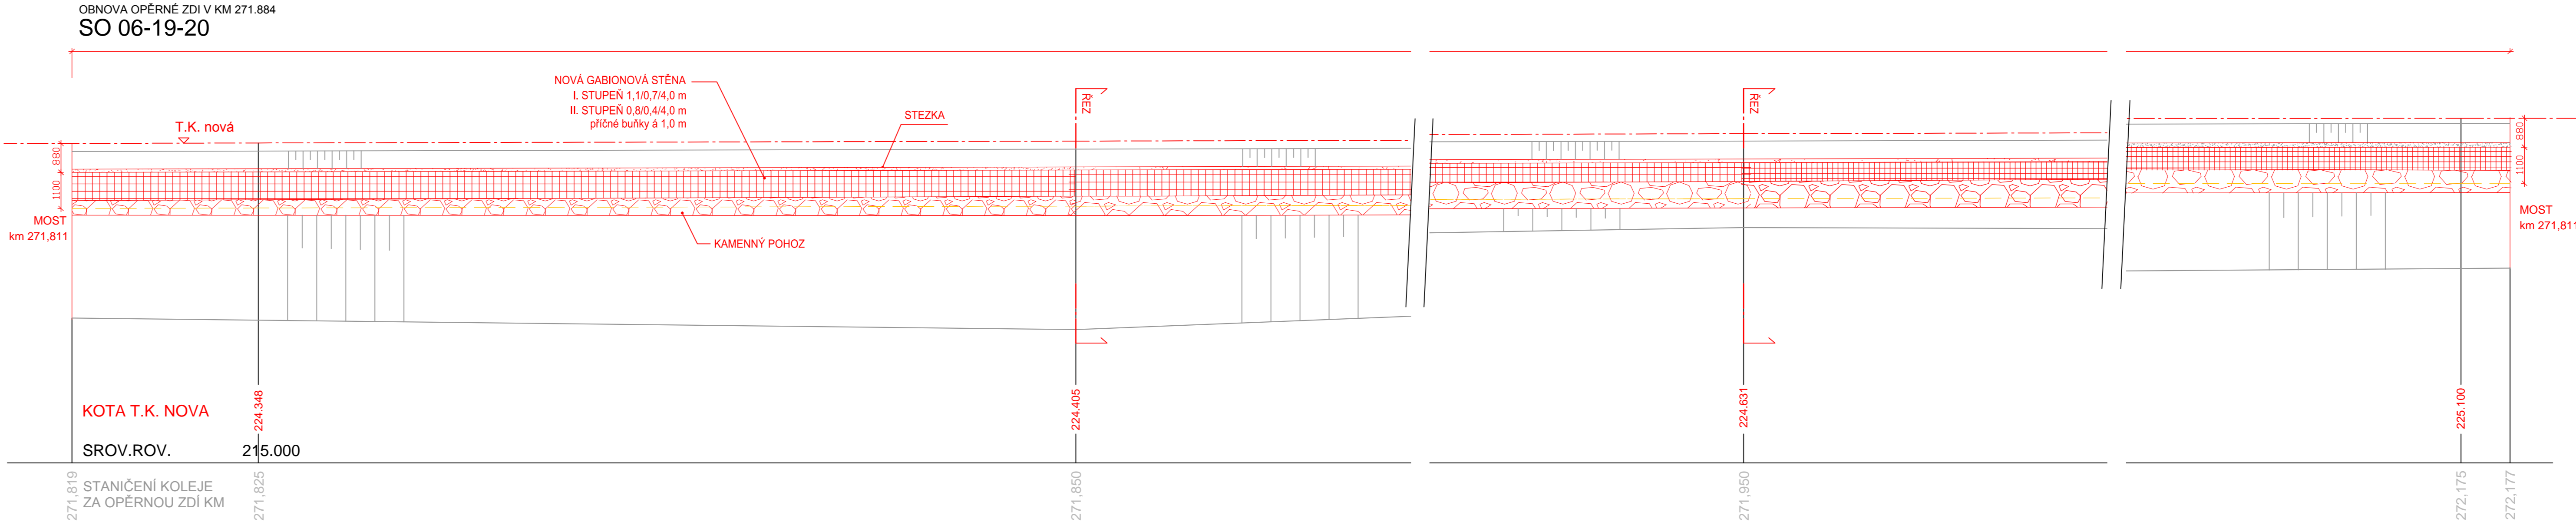 OBNOVA OPĚRNÉ ZDI V KM 271.884
SO 06-19-20
NOVÁ GABIONOVÁ STĚNA
I. STUPEŇ 1,1/0,7/4,0 m
II. STUPEŇ 0,8/0,4/4,0 m
příčné buňky á 1,0 m
STEZKA
ŘEZ
ŘEZ
T.K. nová
880
1100
880
1100
MOST
km 271,811
MOST
km 271,811
KAMENNÝ POHOZ
KOTA T.K. NOVA
224.348
224.405
224.631
225.100
SROV.ROV. 215.000
STANIČENÍ KOLEJE
ZA OPĚRNOU ZDÍ KM
271,819
271,825
271,850
271,950
272,175
272,177